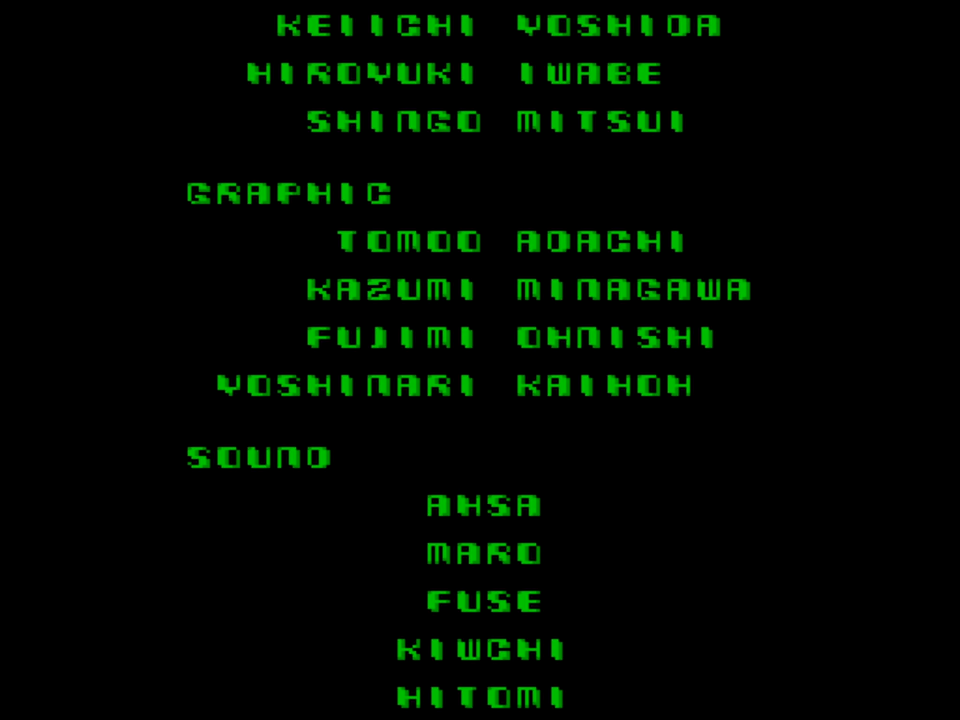 KEIICHI YOSHIDA
HIROYUKI IWABE
SHINGO MITSUI
GRAPHIC
TOMOO ADACHI
KAZUMI MINAGAWA
FUJIMI OHNISHI
YOSHINARI KAIHOH
SOUND
AHSA
MARO
FUSE
KIWCHI
HITOMI